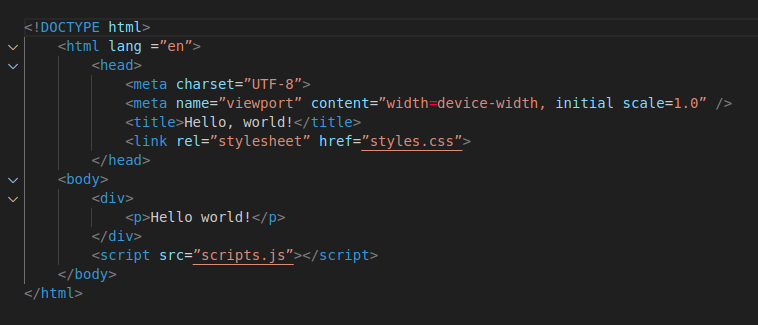 <!DOCTYPE html>
<html lang =”en”>
<head>
<meta charset=”UTF-8”>
<meta name=”viewport” content=”width=device-width, initial scale=1.0” />
<title>Hello, world!</title>
<link rel=”stylesheet” href=”styles.css”>
</head>
<body>
<div>
<p>Hello world!</p>
</div>
<script src=”scripts.js”></script>
</body>
</html>